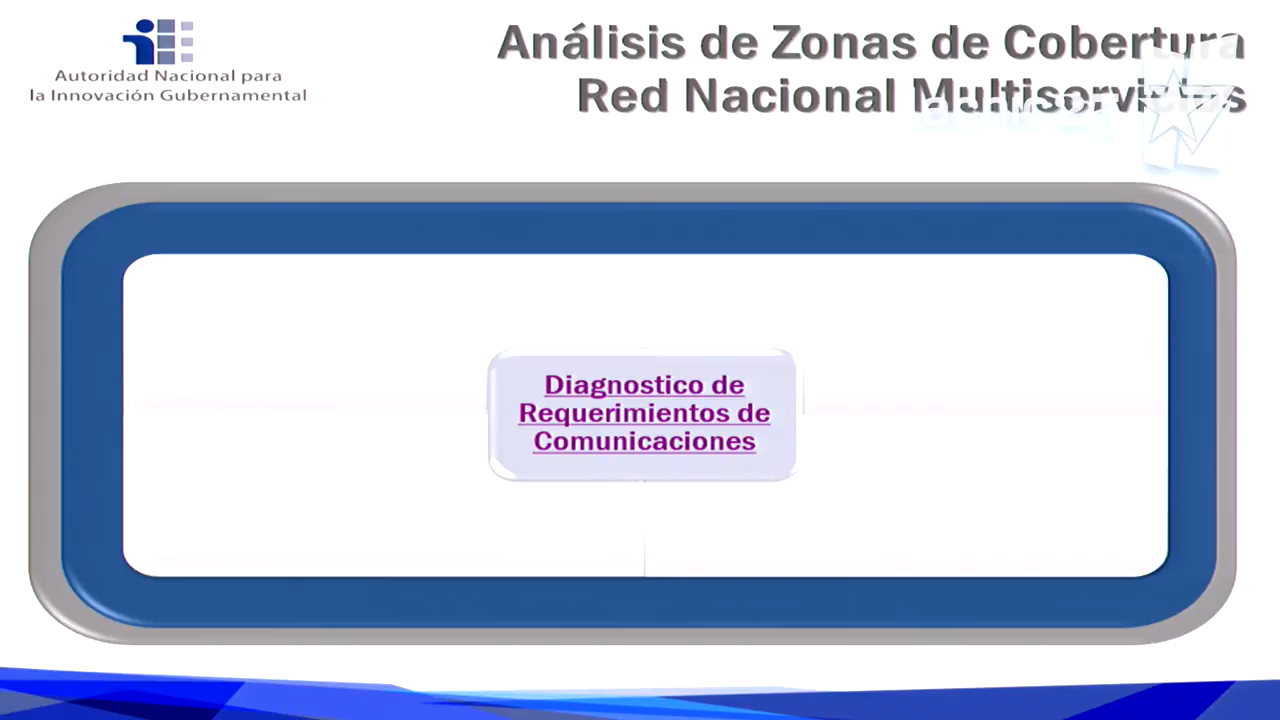 Autoridad Nacional para
la Innovación Gubernamental
Análisis de Zonas de Cobertura
Red Nacional Multiservicios
Diagnostico de
Requerimientos de
Comunicaciones